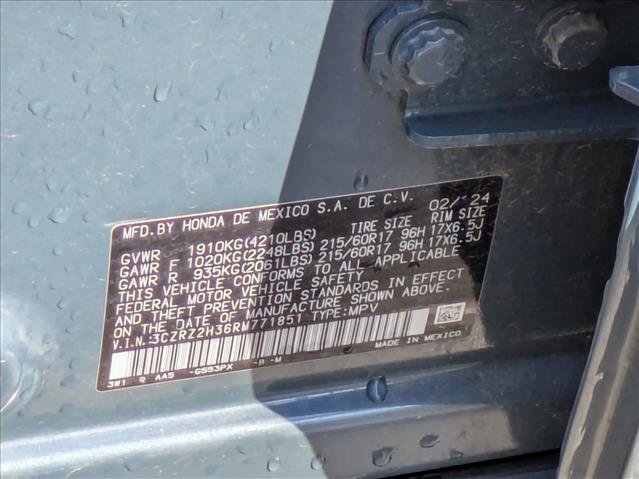 MFD.BY HONDA DE MEXICO S.A. DE C.V. 02/'24
TIRE SIZE RIM SIZE
GVWR 1910KG(4210LBS)
GAWR F 1020KG(2248LBS) 215/60R17 96H 17X6.5J
GAWR R 935KG(2061LBS) 215/60R17 96H 17X6.5J
THIS VEHICLE CONFORMS TO ALL APPLICABLE
FEDERAL MOTOR VEHICLE SAFETY
AND THEFT PREVENTION STANDARDS IN EFFECT
ON THE DATE OF MANUFACTURE SHOWN ABOVE.
V.I.N.:3CZRZ2H36RM771851 TYPE:MPV
3W1 R AA5 -G553PX -B-M